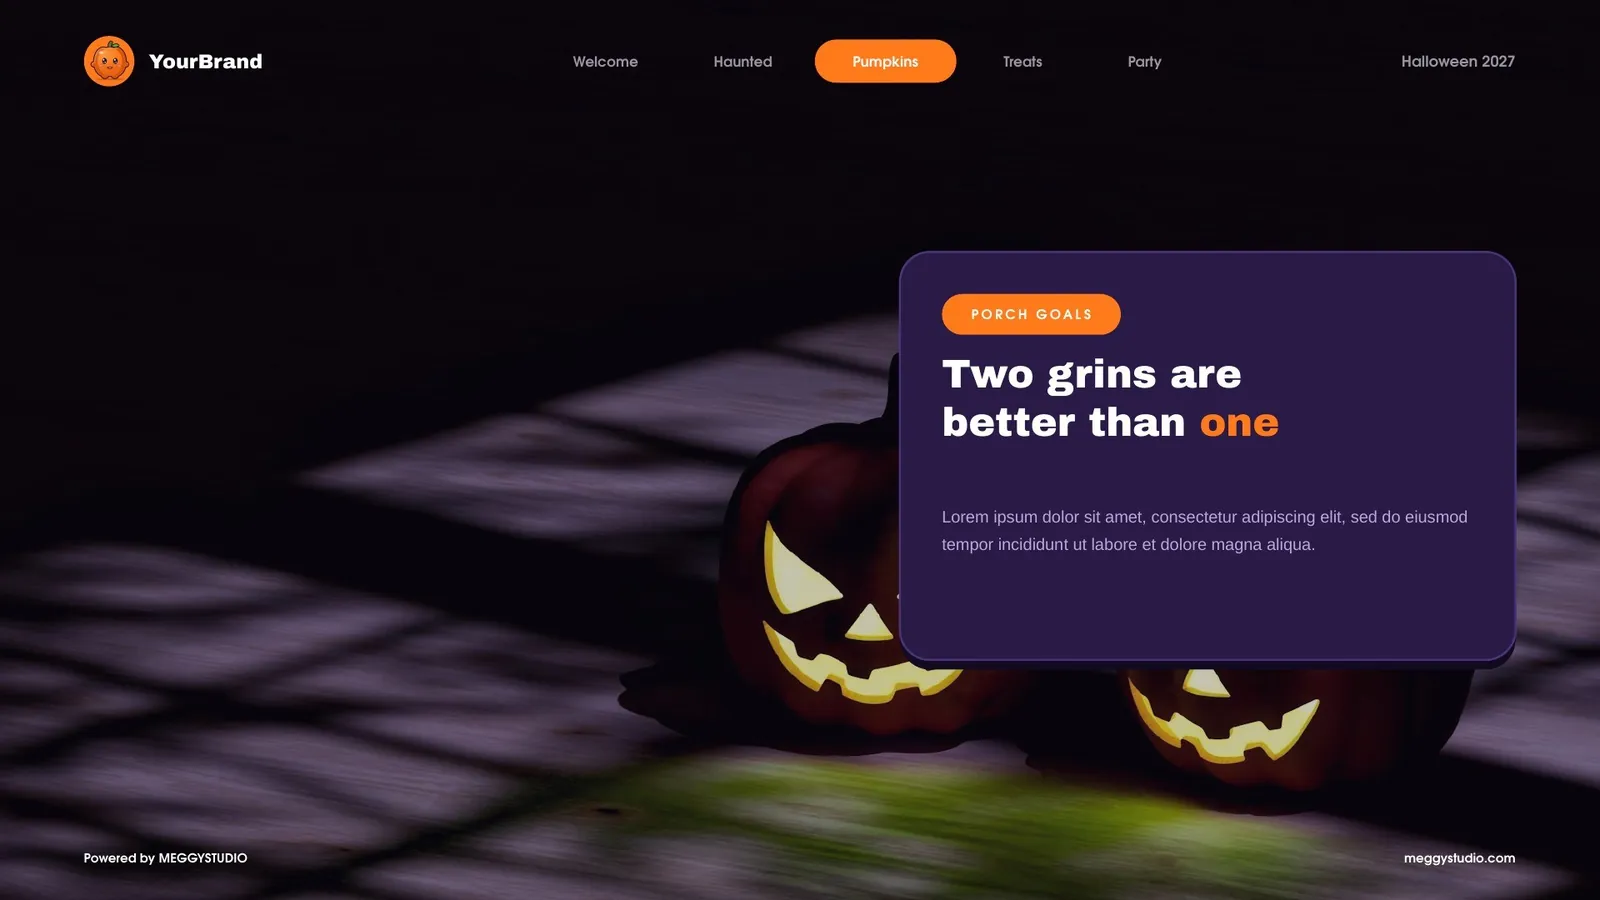 YourBrand
Welcome
Haunted
Pumpkins
Treats
Party
Halloween 2027
PORCH GOALS
Two grins are
better than one
Lorem ipsum dolor sit amet, consectetur adipiscing elit, sed do eiusmod
tempor incididunt ut labore et dolore magna aliqua.
Powered by MEGGYSTUDIO
meggystudio.com